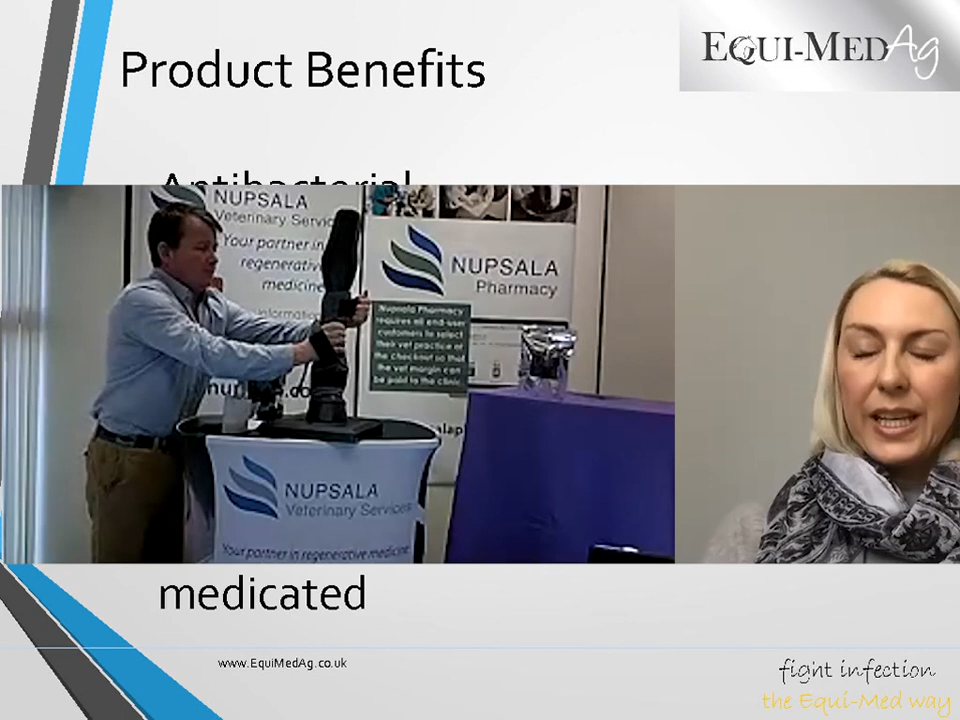 Product Benefits
EQUI-MEDAg
Antibacterial
NUPSALA
Veterinary Servic
Your partner in
regenerative
medicine
information
NUPSALA
Pharmacy
Nupsala Pharmacy
requires all end-user
customers to select
their vet practice at
the checkout so that
the vet margin can
be paid to the clinic
NUPSALA
Veterinary Services
Your partner in regenerative medicine
medicated
www.EquiMedAg.co.uk
fight infection
the Equi-Med way